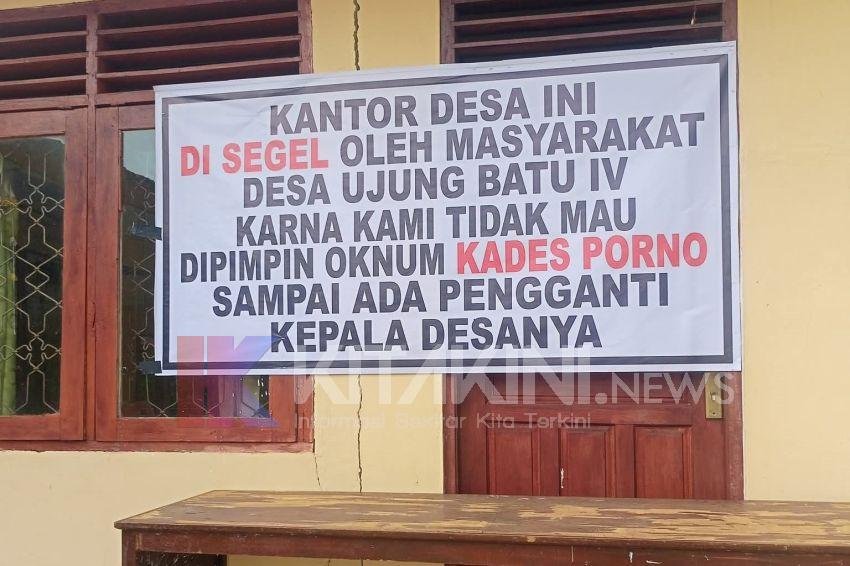 KANTOR DESA INI
DI SEGEL OLEH MASYARAKAT
DESA UJUNG BATU IV
KARNA KAMI TIDAK MAU
DIPIMPIN OKNUM KADES PORNO
SAMPAI ADA PENGGANTI
KEPALA DESANYA
KITAKINI.NEWS
Informasi Sekitar Kita Terkini